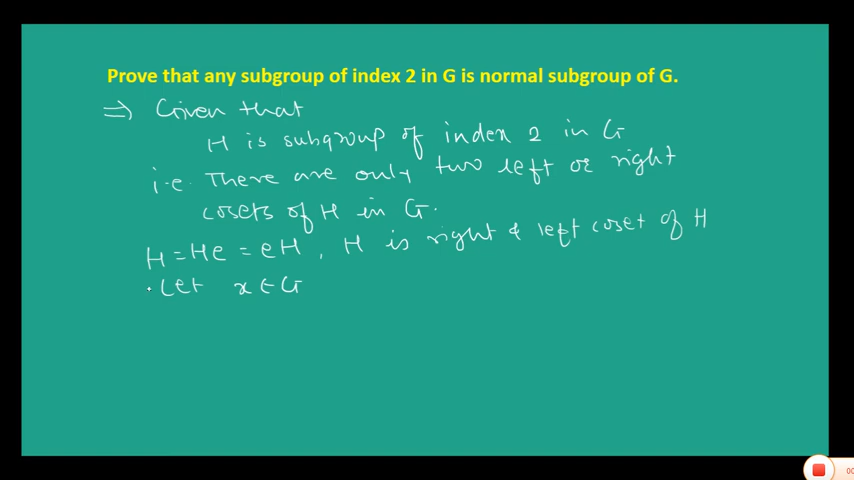 Prove that any subgroup of index 2 in G is normal subgroup of G.
⇒ Given that
H is subgroup of index 2 in G
i.e. There are only two left or right
cosets of H in G.
H = He = eH, H is right & left coset of H
Let x ∈ G
00